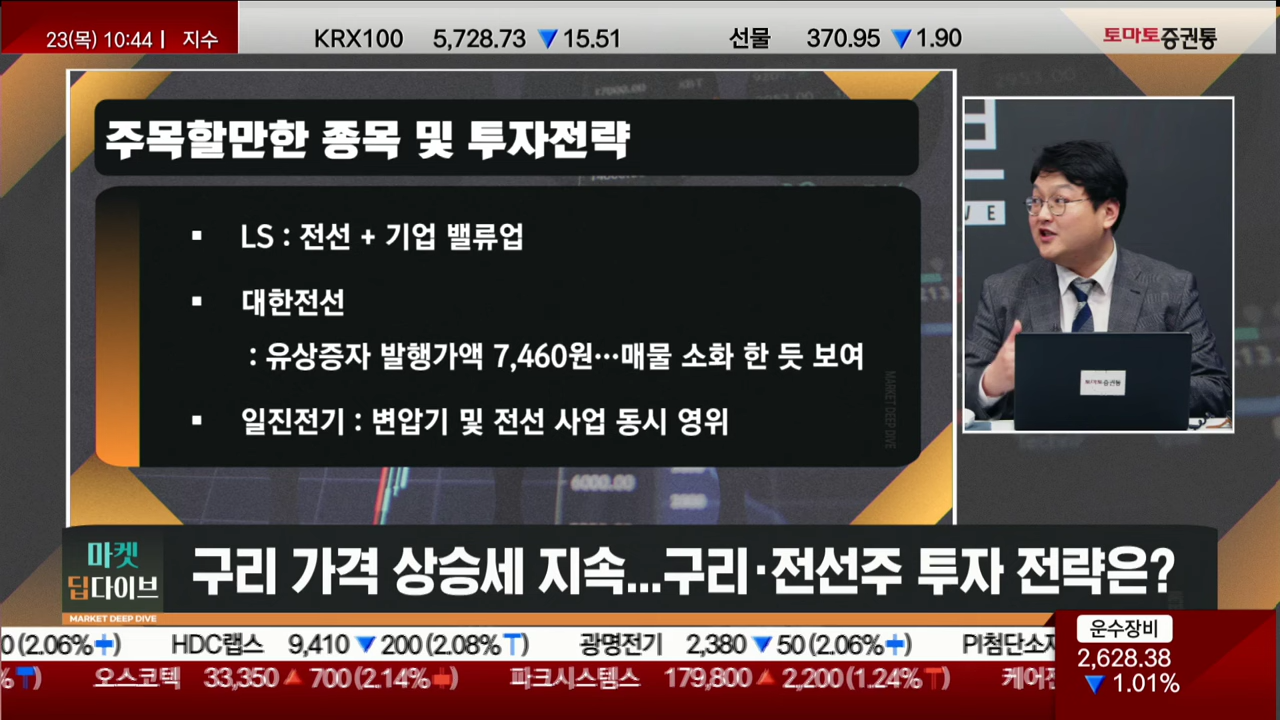 23(목) 10:44 지수 KRX100 5,728.73 ▼15.51 선물 370.95 ▼1.90 토마토증권통
주목할만한 종목 및 투자전략
▪ LS : 전선 + 기업 밸류업
▪ 대한전선
: 유상증자 발행가액 7,460원…매물 소화 한 듯 보여
▪ 일진전기 : 변압기 및 전선 사업 동시 영위
MARKET DEEP DIVE
토마토증권통
마켓
딥다이브
MARKET DEEP DIVE
구리 가격 상승세 지속...구리·전선주 투자 전략은?
0 (2.06% HDC랩스 9,410 ▼ 200 (2.08% 광명전기 2,380 ▼ 50 (2.06% PI첨단소재
오스코텍 33,350 ▲ 700 (2.14% 파크시스템스 179,800 ▲ 2,200 (1.24%
운수장비
2,628.38
▼ 1.01%